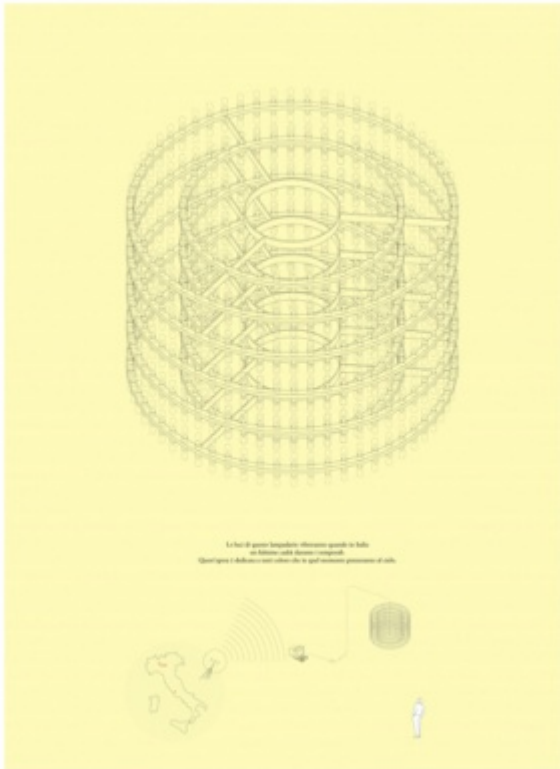 Le luci di questo lampadario vibreranno quando in Italia
un fulmine cadrà durante i temporali.
Quest'opera è dedicata a tutti coloro che in quel momento penseranno al cielo.